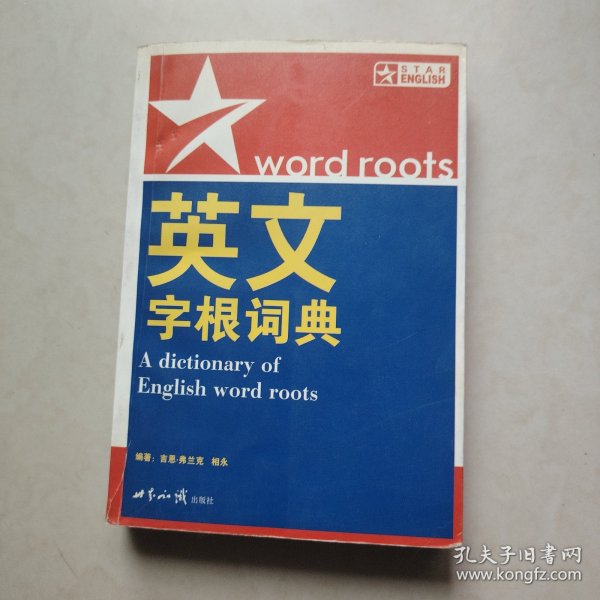 STAR
ENGLISH
word roots
英文
字根词典
A dictionary of
English word roots
编著：吉恩·弗兰克 相永
世界知识出版社
孔夫子旧书网
www.kongfz.com